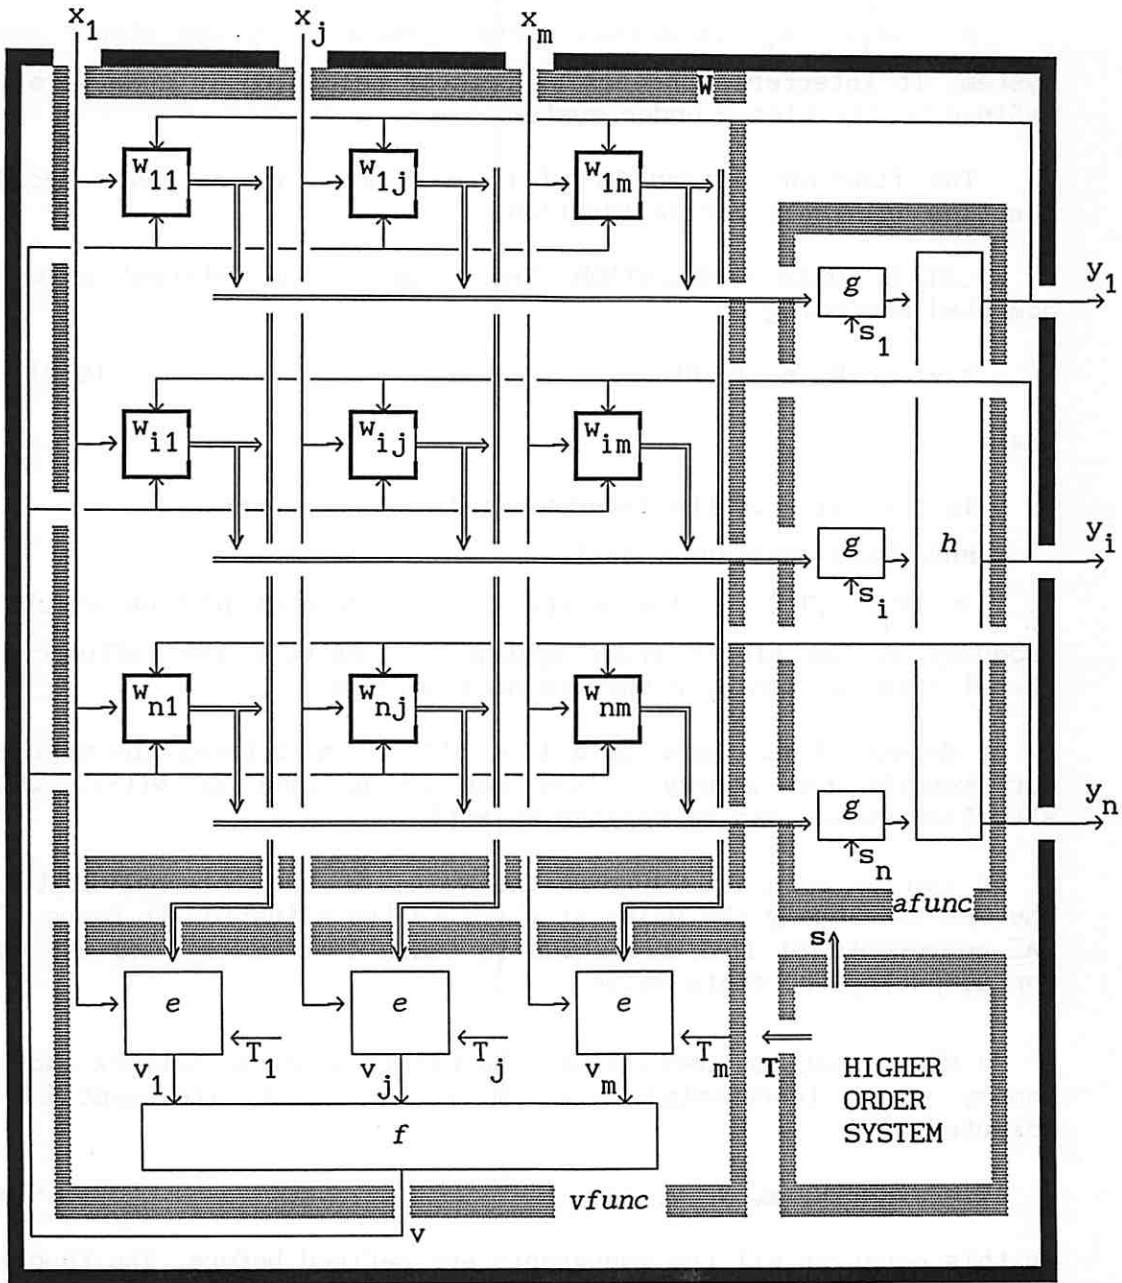 x1 xj xm
W
w11 w1j w1m
g
y1
s1
wi1 wij wim
g h
yi
si
wn1 wnj wnm
g
yn
sn
afunc
s
e e e
T1 Tj Tm T
v1 vj vm
HIGHER
ORDER
SYSTEM
f
vfunc
v